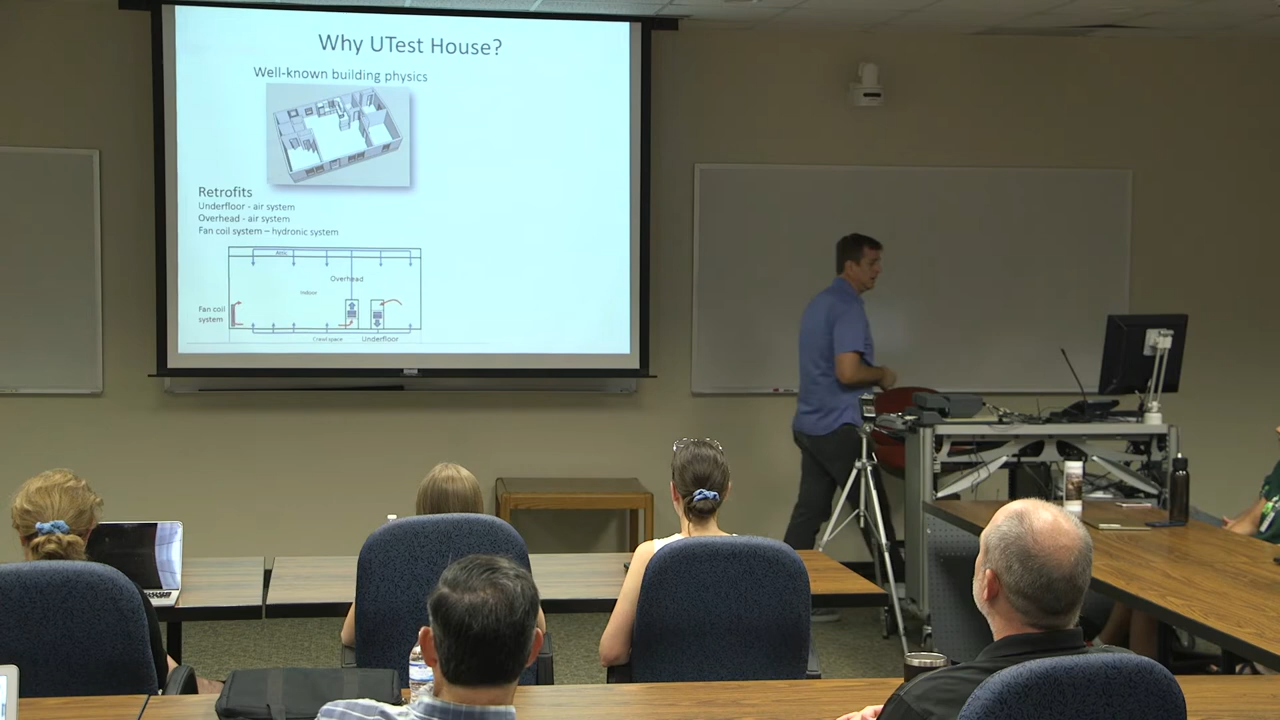 Why UTest House?
Well-known building physics
Retrofits
Underfloor - air system
Overhead - air system
Fan coil system – hydronic system
Attic
Overhead
Indoor
Fan coil
system
Crawl space
Underfloor